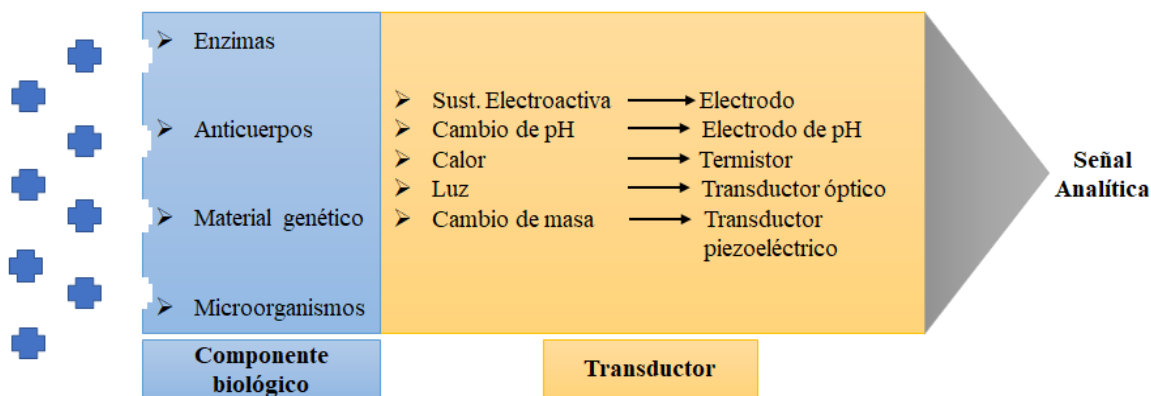 Enzimas
Anticuerpos
Material genético
Microorganismos
Componente
biológico
Sust. Electroactiva
Electrodo
Cambio de pH
Electrodo de pH
Calor
Termistor
Luz
Transductor óptico
Cambio de masa
Transductor
piezoeléctrico
Transductor
Señal
Analítica